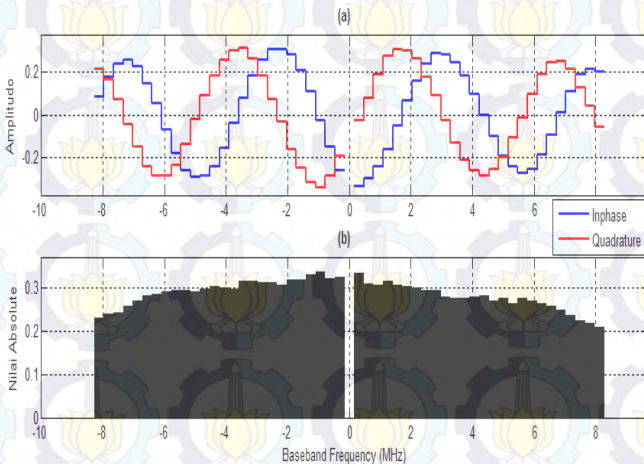 (a)
Amplitudo
0.2
0
-0.2
-10 -8 -6 -4 -2 0 2 4 6 8
Inphase
Quadrature
(b)
Nilai Absolute
0.3
0.2
0.1
0
-10 -8 -6 -4 -2 0 2 4 6 8
Baseband Frequency (MHz)